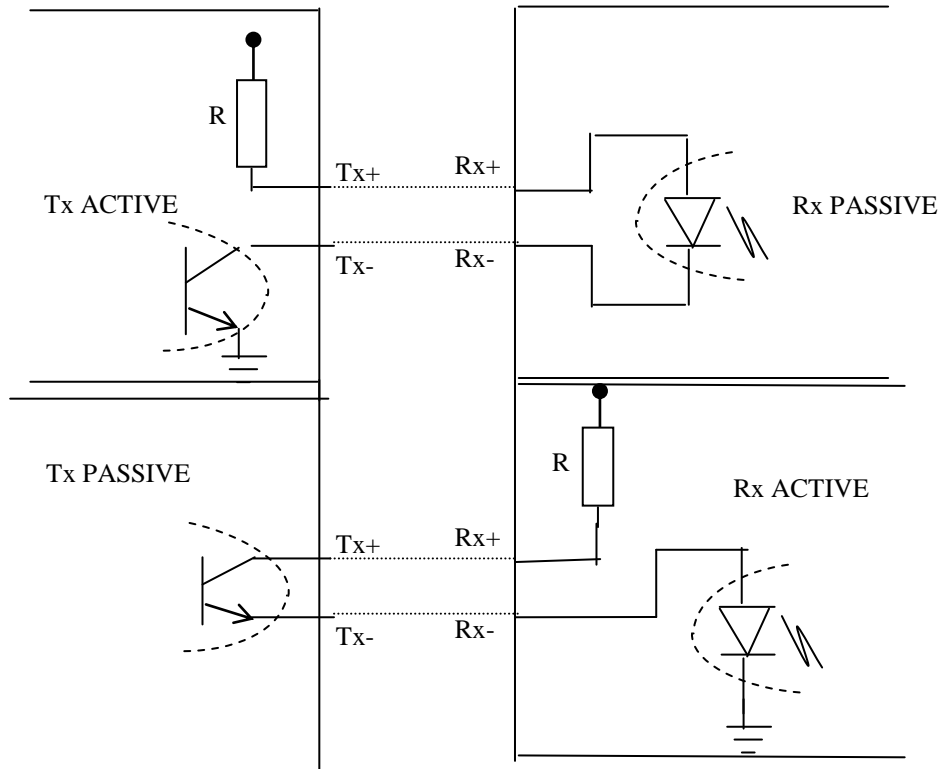 R
Tx+
Rx+
Tx ACTIVE
Rx PASSIVE
Tx-
Rx-
Tx PASSIVE
R
Rx ACTIVE
Tx+
Rx+
Tx-
Rx-